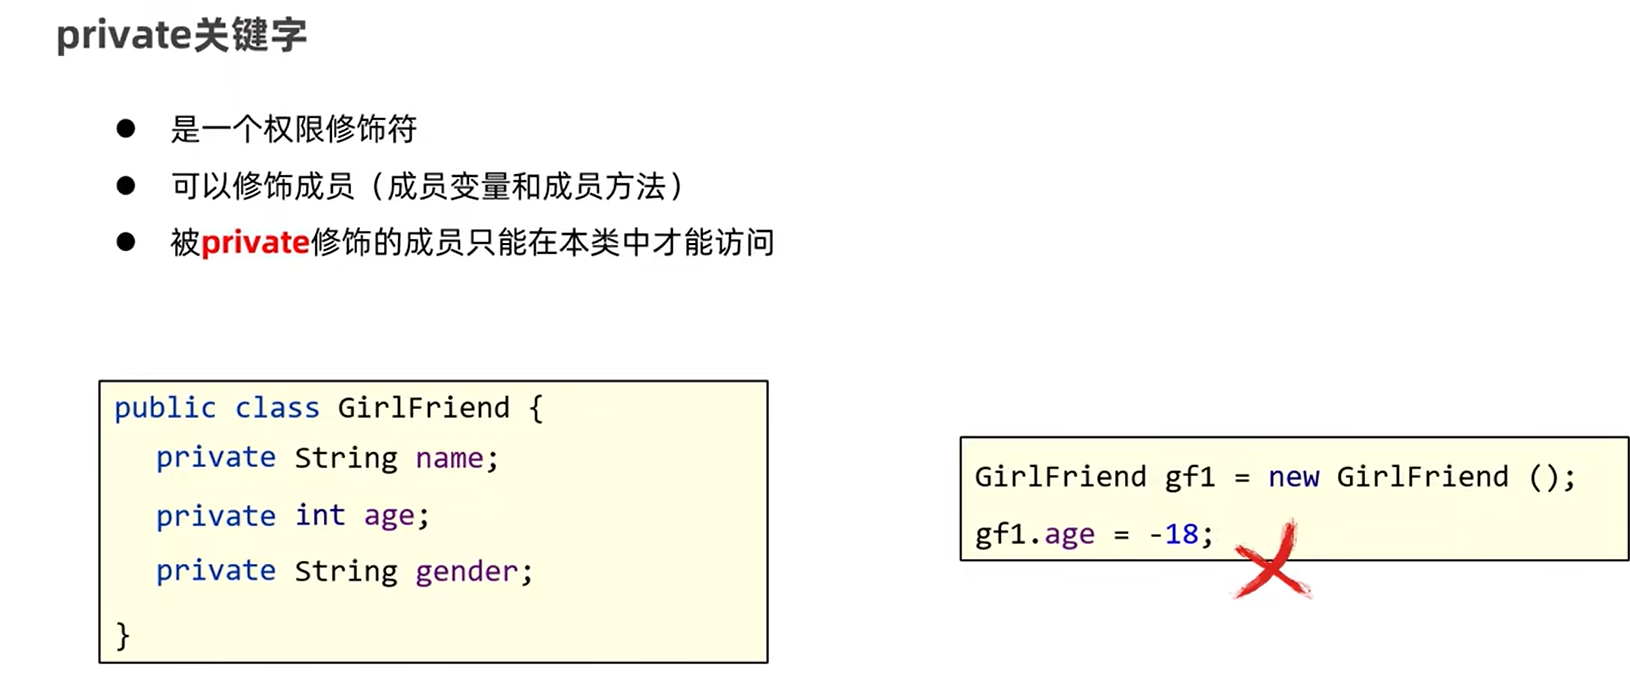 private关键字
是一个权限修饰符
可以修饰成员（成员变量和成员方法）
被private修饰的成员只能在本类中才能访问
public class GirlFriend {
private String name;
private int age;
private String gender;
}
GirlFriend gf1 = new GirlFriend ();
gf1.age = -18;